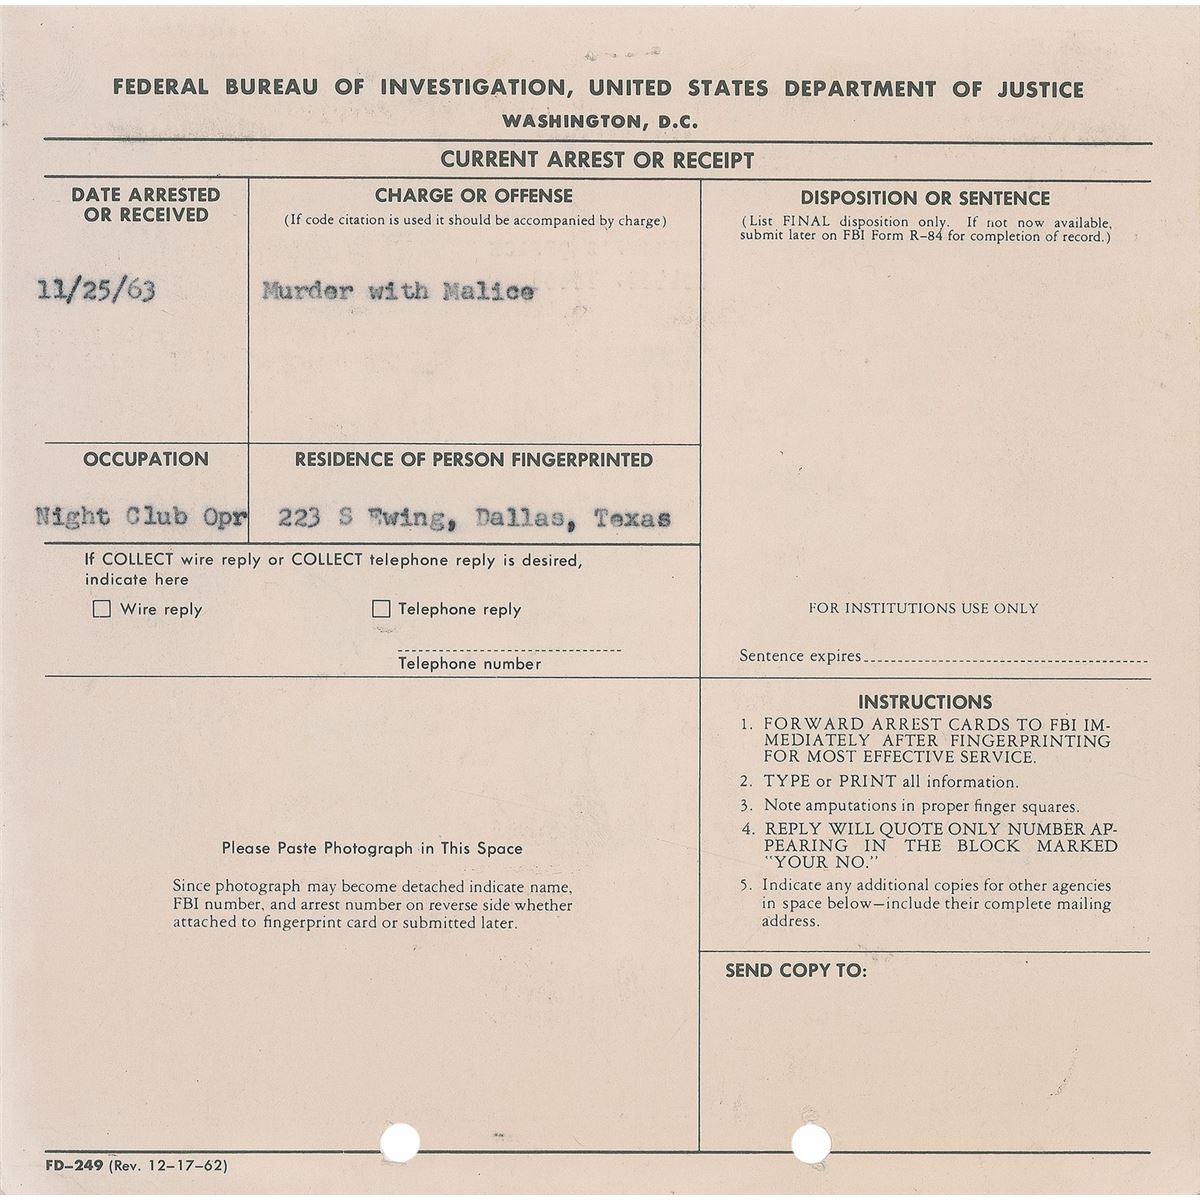 FEDERAL BUREAU OF INVESTIGATION, UNITED STATES DEPARTMENT OF JUSTICE
WASHINGTON, D.C.
CURRENT ARREST OR RECEIPT
DATE ARRESTED
OR RECEIVED
11/25/63
CHARGE OR OFFENSE
(If code citation is used it should be accompanied by charge)
Murder with Malice
DISPOSITION OR SENTENCE
(List FINAL disposition only. If not now available,
submit later on FBI Form R-84 for completion of record.)
OCCUPATION
Night Club Opr
RESIDENCE OF PERSON FINGERPRINTED
223 S Ewing, Dallas, Texas
If COLLECT wire reply or COLLECT telephone reply is desired,
indicate here
Wire reply
Telephone reply
Telephone number
FOR INSTITUTIONS USE ONLY
Sentence expires
Please Paste Photograph in This Space
Since photograph may become detached indicate name,
FBI number, and arrest number on reverse side whether
attached to fingerprint card or submitted later.
INSTRUCTIONS
1. FORWARD ARREST CARDS TO FBI IM-
MEDIATELY AFTER FINGERPRINTING
FOR MOST EFFECTIVE SERVICE.
2. TYPE or PRINT all information.
3. Note amputations in proper finger squares.
4. REPLY WILL QUOTE ONLY NUMBER AP-
PEARING IN THE BLOCK MARKED
"YOUR NO."
5. Indicate any additional copies for other agencies
in space below—include their complete mailing
address.
SEND COPY TO:
FD-249 (Rev. 12-17-62)